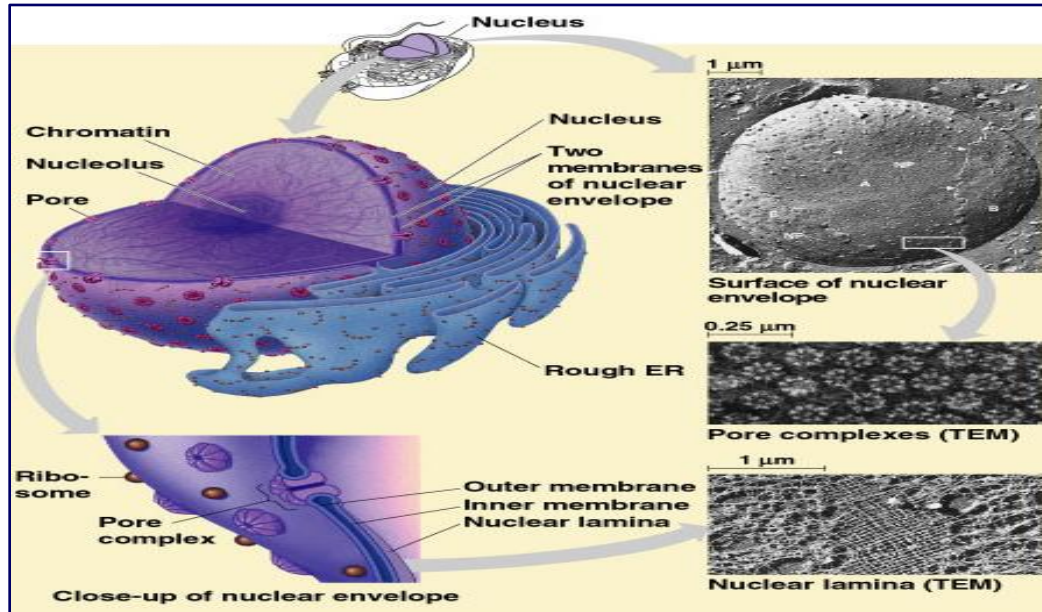 Nucleus
1 µm
Chromatin
Nucleolus
Pore
Nucleus
Two
membranes
of nuclear
envelope
NP
A
B
NP
Surface of nuclear
envelope
0.25 µm
Rough ER
Pore complexes (TEM)
1 µm
Ribo-
some
Pore
complex
Outer membrane
Inner membrane
Nuclear lamina
Close-up of nuclear envelope
Nuclear lamina (TEM)